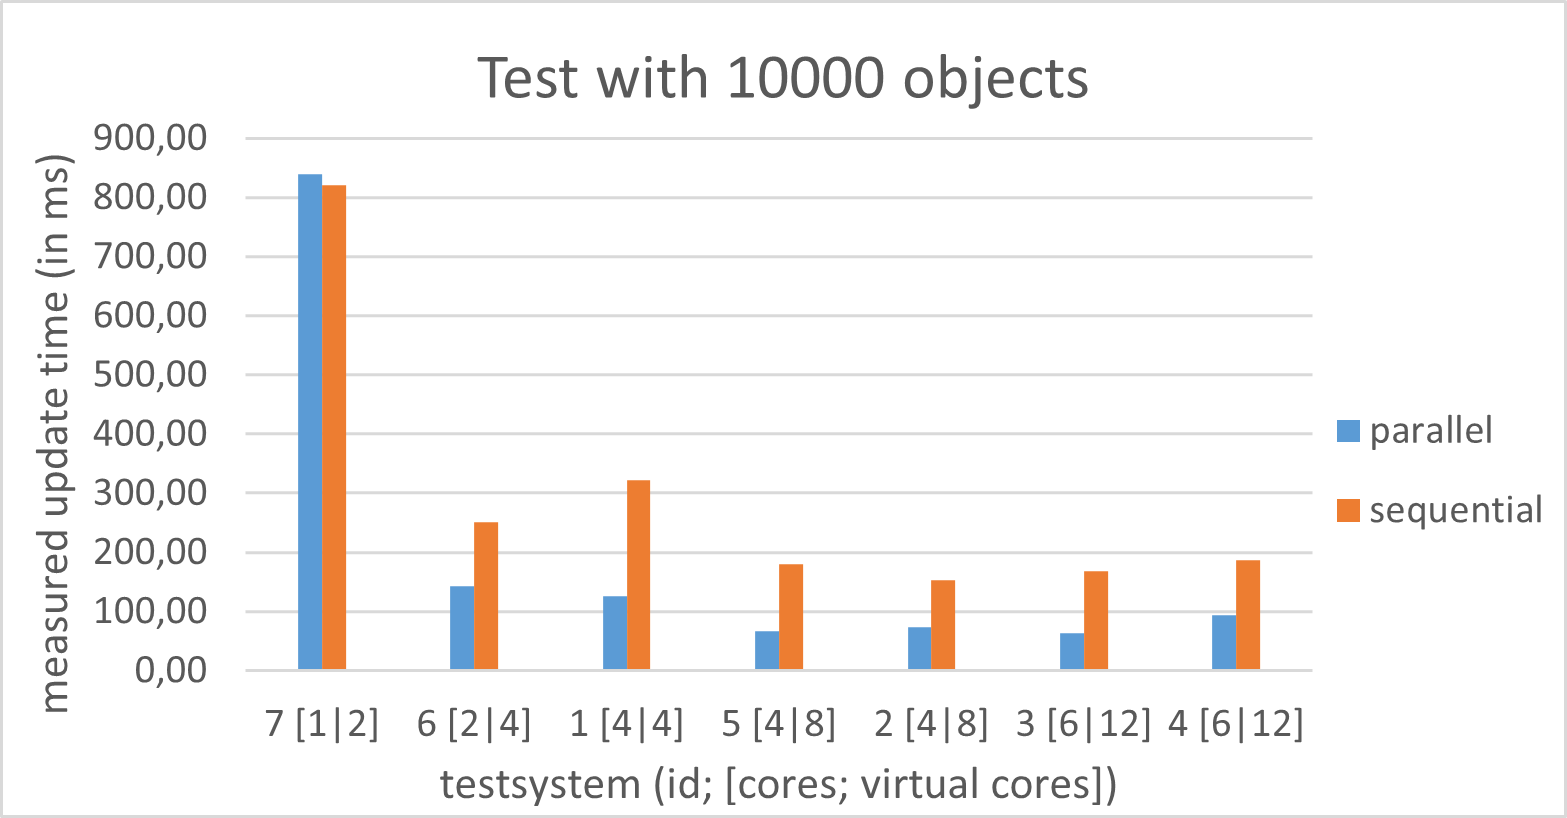 Test with 10000 objects
measured update time (in ms)
900,00
800,00
700,00
600,00
500,00
400,00
300,00
200,00
100,00
0,00
7 [1|2] 6 [2|4] 1 [4|4] 5 [4|8] 2 [4|8] 3 [6|12] 4 [6|12]
testsystem (id; [cores; virtual cores])
parallel
sequential